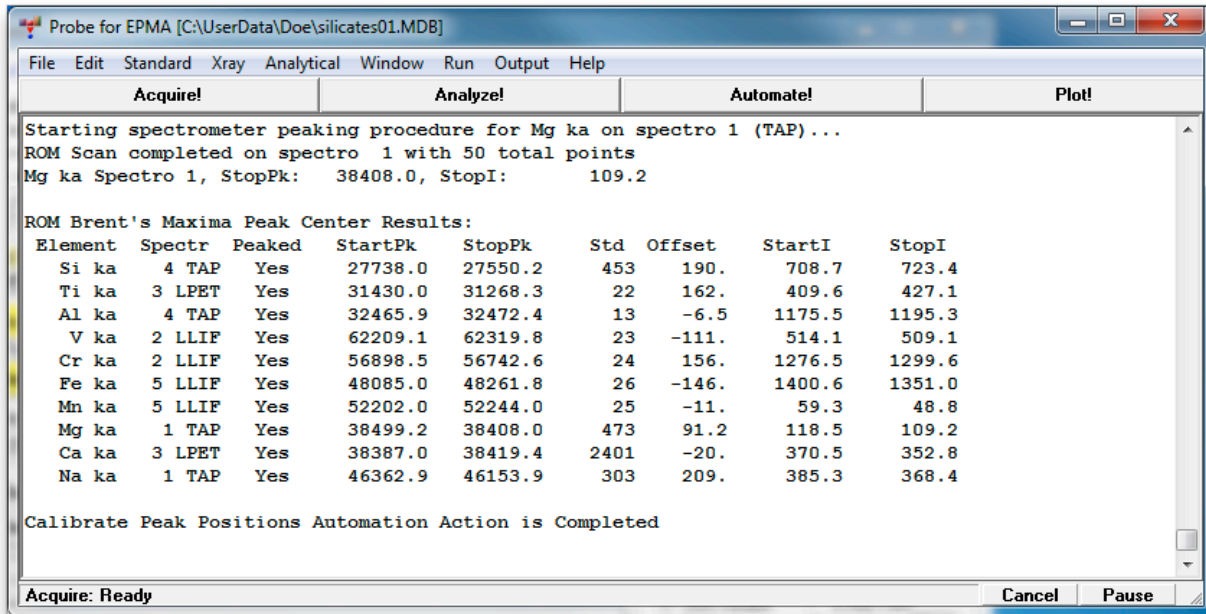 Probe for EPMA [C:\UserData\Doe\silicates01.MDB]
File Edit Standard Xray Analytical Window Run Output Help
Acquire! Analyze! Automate! Plot!
Starting spectrometer peaking procedure for Mg ka on spectro 1 (TAP)...
ROM Scan completed on spectro 1 with 50 total points
Mg ka Spectro 1, StopPk: 38408.0, StopI: 109.2
ROM Brent's Maxima Peak Center Results:
Element Spectr Peaked StartPk StopPk Std Offset StartI StopI
Si ka 4 TAP Yes 27738.0 27550.2 453 190. 708.7 723.4
Ti ka 3 LPET Yes 31430.0 31268.3 22 162. 409.6 427.1
Al ka 4 TAP Yes 32465.9 32472.4 13 -6.5 1175.5 1195.3
V ka 2 LLIF Yes 62209.1 62319.8 23 -111. 514.1 509.1
Cr ka 2 LLIF Yes 56898.5 56742.6 24 156. 1276.5 1299.6
Fe ka 5 LLIF Yes 48085.0 48261.8 26 -146. 1400.6 1351.0
Mn ka 5 LLIF Yes 52202.0 52244.0 25 -11. 59.3 48.8
Mg ka 1 TAP Yes 38499.2 38408.0 473 91.2 118.5 109.2
Ca ka 3 LPET Yes 38387.0 38419.4 2401 -20. 370.5 352.8
Na ka 1 TAP Yes 46362.9 46153.9 303 209. 385.3 368.4
Calibrate Peak Positions Automation Action is Completed
Acquire: Ready Cancel Pause